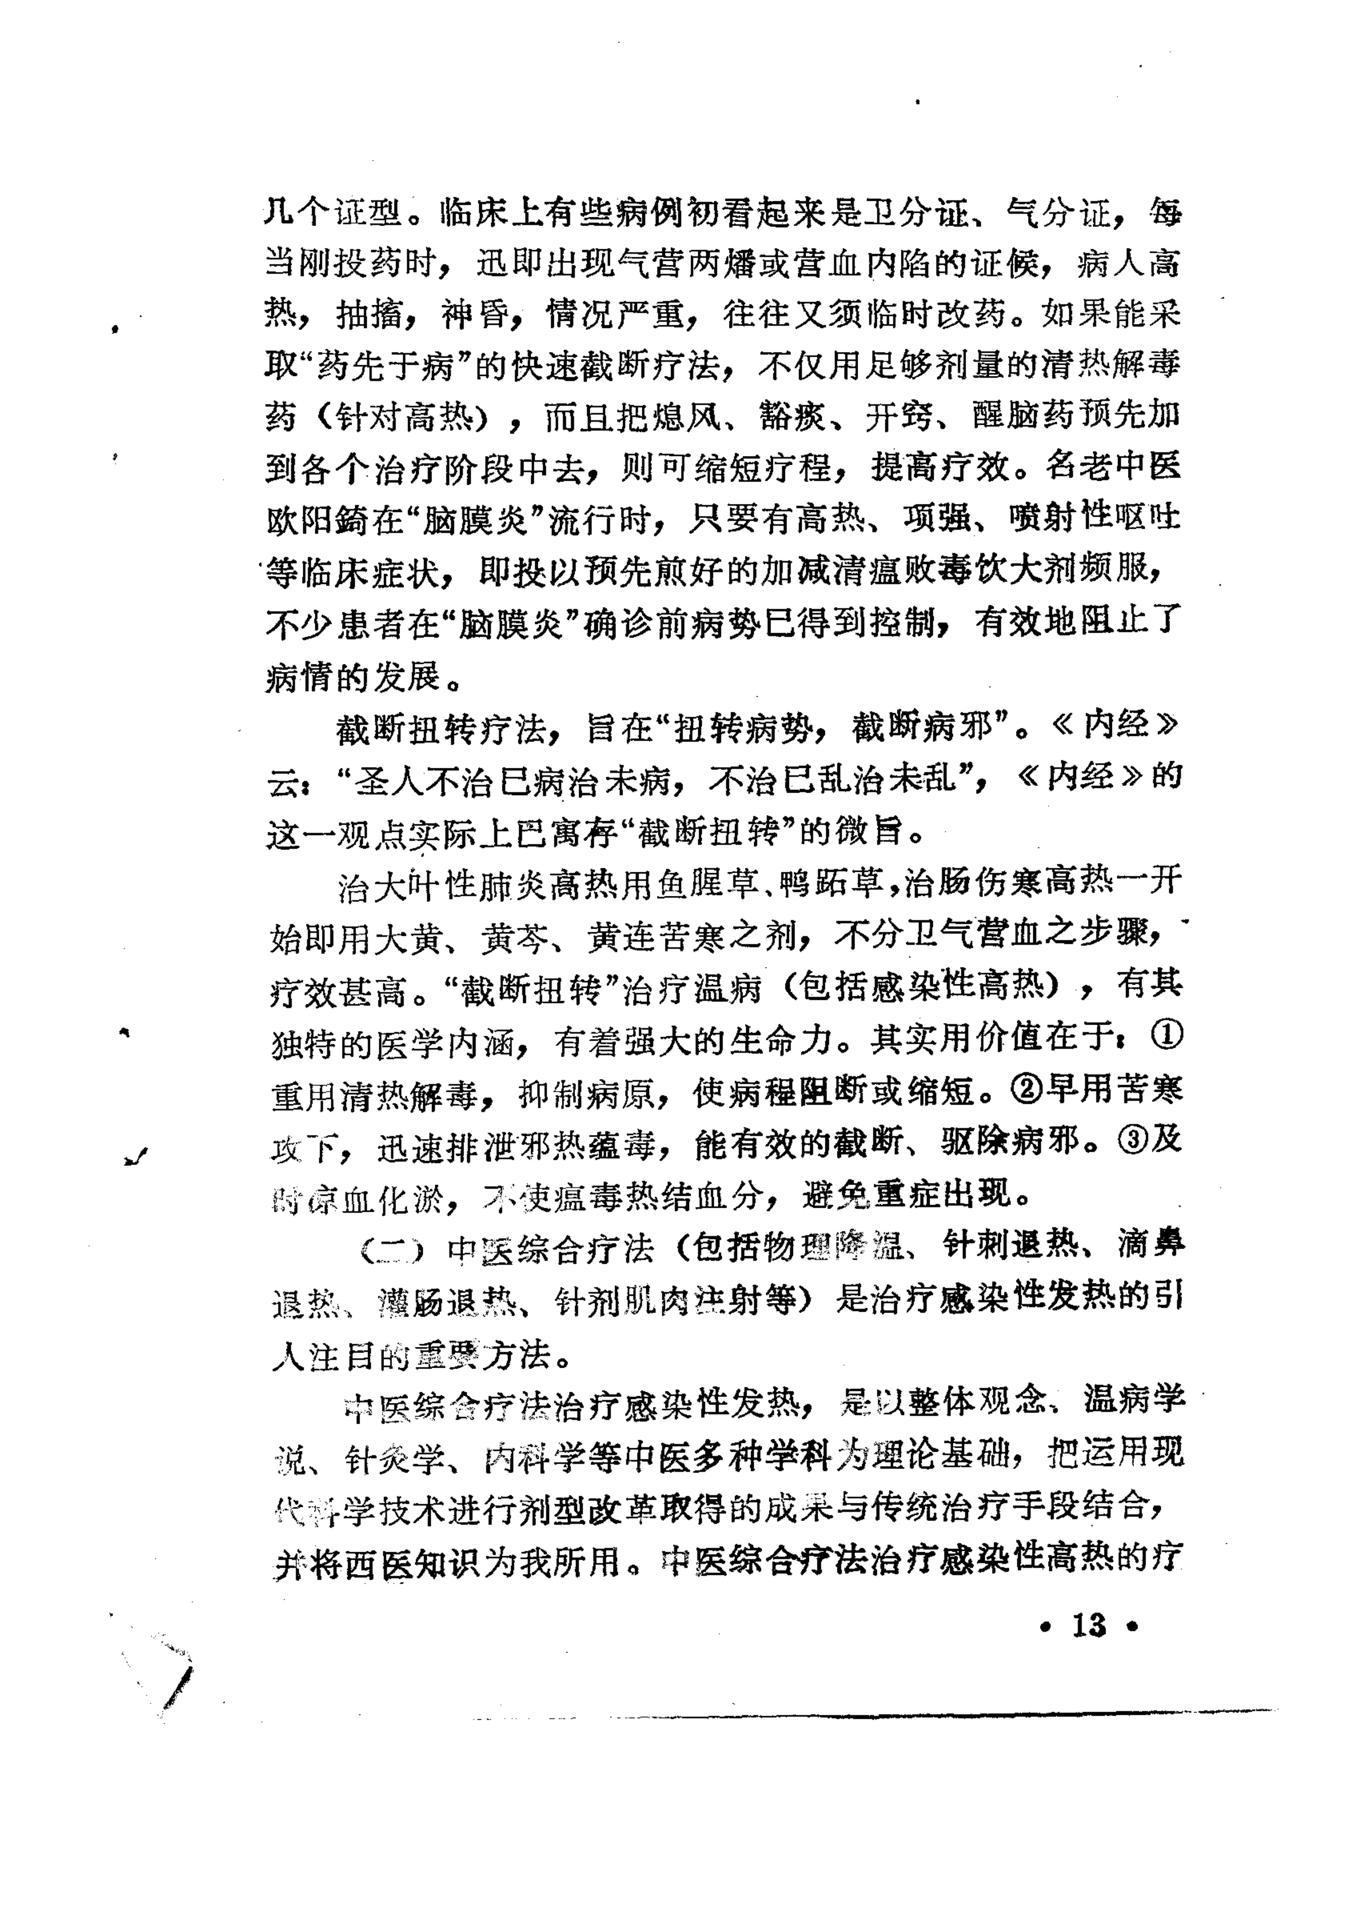 几个证型。临床上有些病例初看起来是卫分证、气分证，每
当刚投药时，迅即出现气营两燔或营血内陷的证候，病人高
热，抽搐，神昏，情况严重，往往又须临时改药。如果能采
取“药先于病”的快速截断疗法，不仅用足够剂量的清热解毒
药（针对高热），而且把熄风、豁痰、开窍、醒脑药预先加
到各个治疗阶段中去，则可缩短疗程，提高疗效。名老中医
欧阳錡在“脑膜炎”流行时，只要有高热、项强、喷射性呕吐
等临床症状，即投以预先煎好的加减清瘟败毒饮大剂频服，
不少患者在“脑膜炎”确诊前病势已得到控制，有效地阻止了
病情的发展。
截断扭转疗法，旨在“扭转病势，截断病邪”。《内经》
云：“圣人不治已病治未病，不治已乱治未乱”，《内经》的
这一观点实际上巴寓存“截断扭转”的微旨。
治大叶性肺炎高热用鱼腥草、鸭跖草，治肠伤寒高热一开
始即用大黄、黄芩、黄连苦寒之剂，不分卫气营血之步骤，
疗效甚高。“截断扭转”治疗温病（包括感染性高热），有其
独特的医学内涵，有着强大的生命力。其实用价值在于：①
重用清热解毒，抑制病原，使病程阻断或缩短。②早用苦寒
攻下，迅速排泄邪热蕴毒，能有效的截断、驱除病邪。③及
时凉血化淤，不使瘟毒热结血分，避免重症出现。
（二）中医综合疗法（包括物理降温、针刺退热、滴鼻
退热、灌肠退热、针剂肌肉注射等）是治疗感染性发热的引
人注目的重要方法。
中医综合疗法治疗感染性发热，是以整体观念、温病学
说、针灸学、内科学等中医多种学科为理论基础，把运用现
代科学技术进行剂型改革取得的成果与传统治疗手段结合，
并将西医知识为我所用。中医综合疗法治疗感染性高热的疗
• 13 •